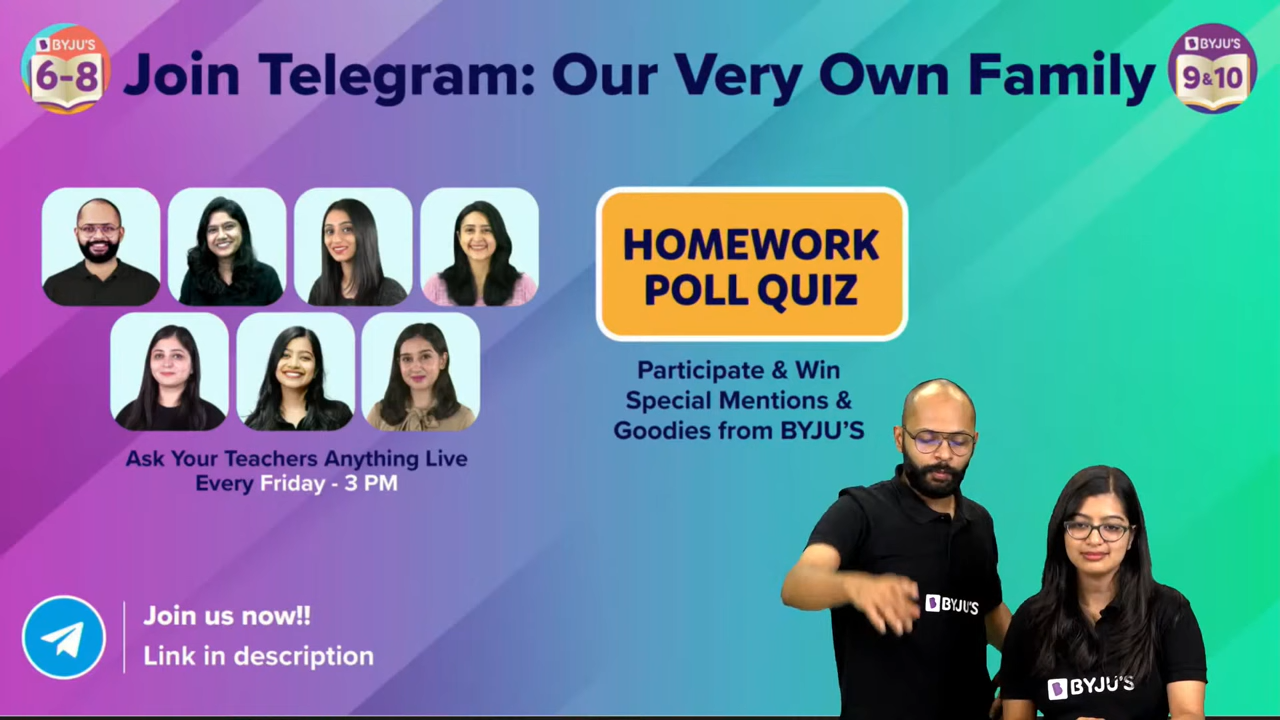 BYJU'S
6-8
Join Telegram: Our Very Own Family
BYJU'S
9&10
HOMEWORK
POLL QUIZ
Participate & Win
Special Mentions &
Goodies from BYJU'S
Ask Your Teachers Anything Live
Every Friday - 3 PM
BYJU'S
BYJU'S
Join us now!!
Link in description